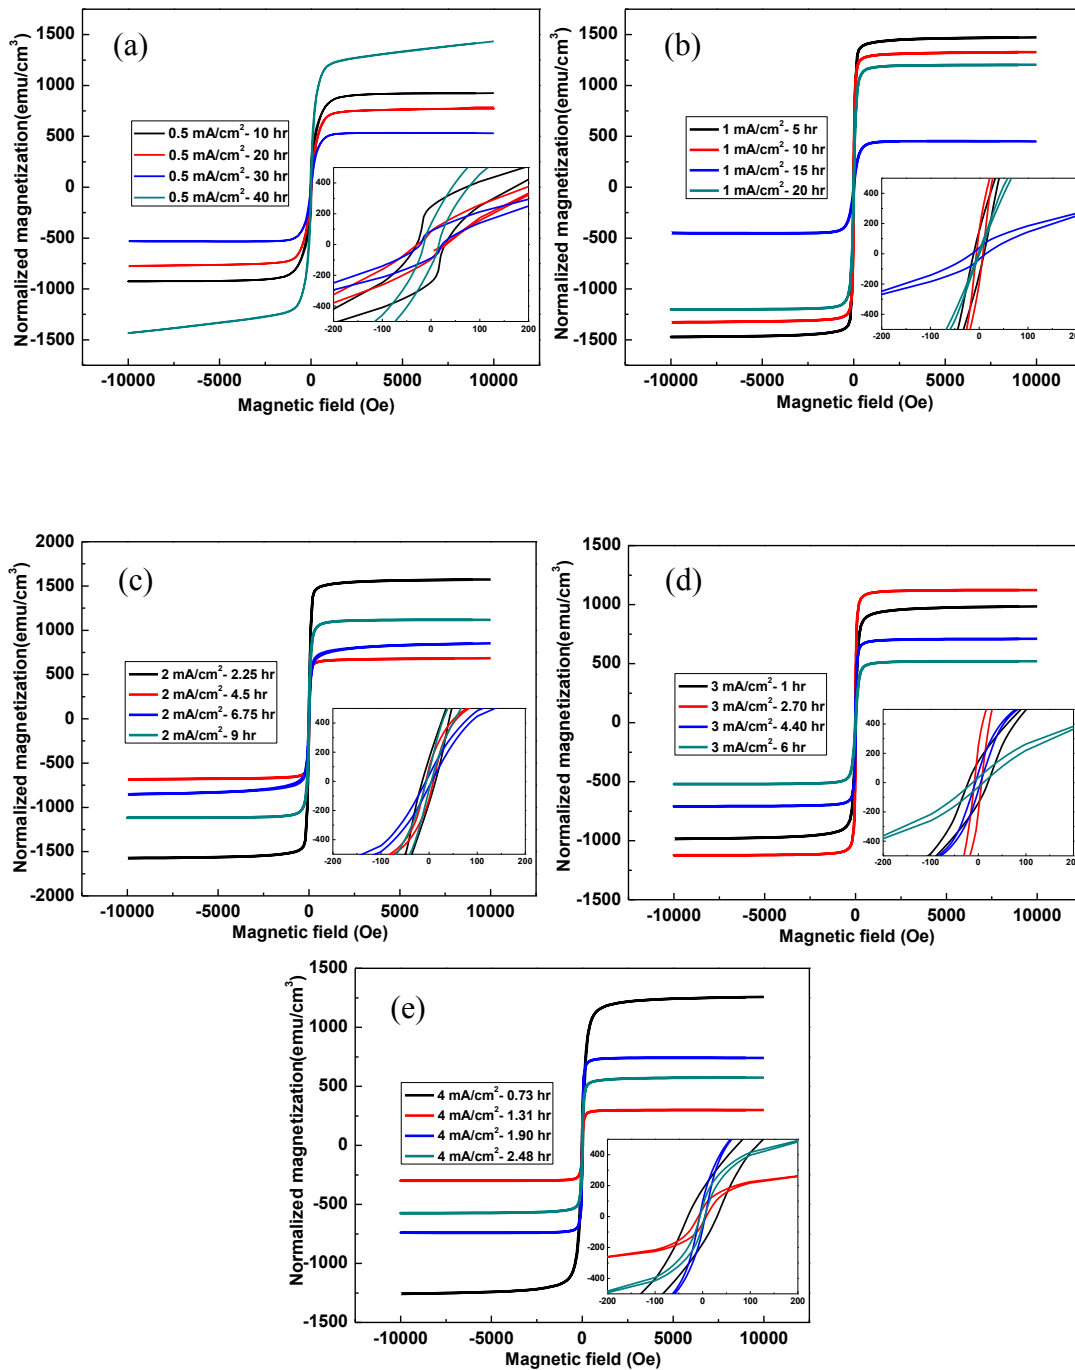 (a)
Normalized magnetization(emu/cm³)
1500
1000
500
0
-500
-1000
-1500
0.5 mA/cm²- 10 hr
0.5 mA/cm²- 20 hr
0.5 mA/cm²- 30 hr
0.5 mA/cm²- 40 hr
400
200
0
-200
-400
-200 -100 0 100 200
-10000 -5000 0 5000 10000
Magnetic field (Oe)
(b)
Normalized magnetization(emu/cm³)
1500
1000
500
0
-500
-1000
-1500
1 mA/cm²- 5 hr
1 mA/cm²- 10 hr
1 mA/cm²- 15 hr
1 mA/cm²- 20 hr
400
200
0
-200
-400
-200 -100 0 100 200
-10000 -5000 0 5000 10000
Magnetic field (Oe)
(c)
Normalized magnetization(emu/cm³)
2000
1500
1000
500
0
-500
-1000
-1500
-2000
2 mA/cm²- 2.25 hr
2 mA/cm²- 4.5 hr
2 mA/cm²- 6.75 hr
2 mA/cm²- 9 hr
400
200
0
-200
-400
-200 -100 0 100 200
-10000 -5000 0 5000 10000
Magnetic field (Oe)
(d)
Normalized magnetization(emu/cm³)
1500
1000
500
0
-500
-1000
-1500
3 mA/cm²- 1 hr
3 mA/cm²- 2.70 hr
3 mA/cm²- 4.40 hr
3 mA/cm²- 6 hr
400
200
0
-200
-400
-200 -100 0 100 200
-10000 -5000 0 5000 10000
Magnetic field (Oe)
(e)
Normalized magnetization(emu/cm³)
1500
1000
500
0
-500
-1000
-1500
4 mA/cm²- 0.73 hr
4 mA/cm²- 1.31 hr
4 mA/cm²- 1.90 hr
4 mA/cm²- 2.48 hr
400
200
0
-200
-400
-200 -100 0 100 200
-10000 -5000 0 5000 10000
Magnetic field (Oe)